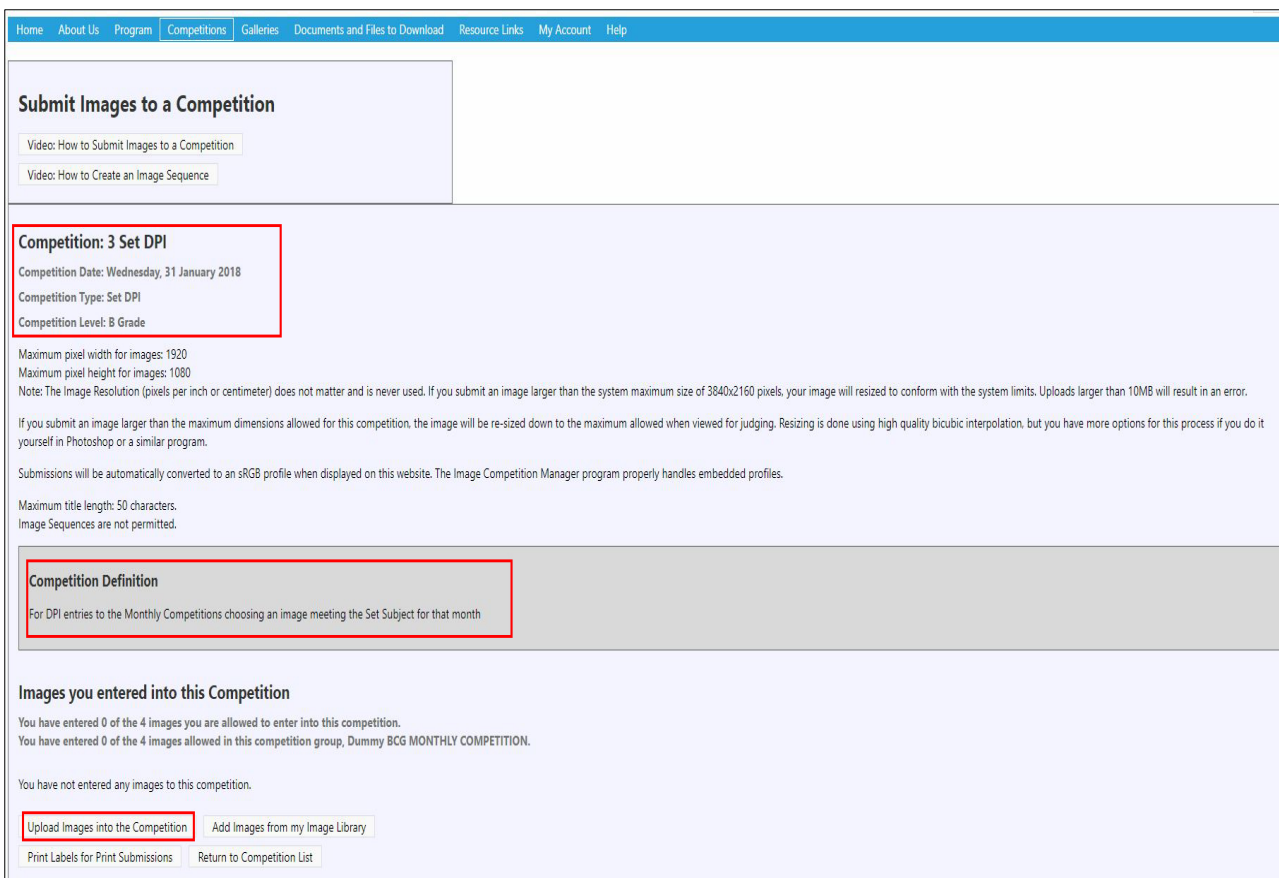 Home About Us Program Competitions Galleries Documents and Files to Download Resource Links My Account Help
Submit Images to a Competition
Video: How to Submit Images to a Competition
Video: How to Create an Image Sequence
Competition: 3 Set DPI
Competition Date: Wednesday, 31 January 2018
Competition Type: Set DPI
Competition Level: B Grade
Maximum pixel width for images: 1920
Maximum pixel height for images: 1080
Note: The Image Resolution (pixels per inch or centimeter) does not matter and is never used. If you submit an image larger than the system maximum size of 3840x2160 pixels, your image will resized to conform with the system limits. Uploads larger than 10MB will result in an error.
If you submit an image larger than the maximum dimensions allowed for this competition, the image will be re-sized down to the maximum allowed when viewed for judging. Resizing is done using high quality bicubic interpolation, but you have more options for this process if you do it
yourself in Photoshop or a similar program.
Submissions will be automatically converted to an sRGB profile when displayed on this website. The Image Competition Manager program properly handles embedded profiles.
Maximum title length: 50 characters.
Image Sequences are not permitted.
Competition Definition
For DPI entries to the Monthly Competitions choosing an image meeting the Set Subject for that month
Images you entered into this Competition
You have entered 0 of the 4 images you are allowed to enter into this competition.
You have entered 0 of the 4 images allowed in this competition group, Dummy BCG MONTHLY COMPETITION.
You have not entered any images to this competition.
Upload Images into the Competition Add Images from my Image Library
Print Labels for Print Submissions Return to Competition List